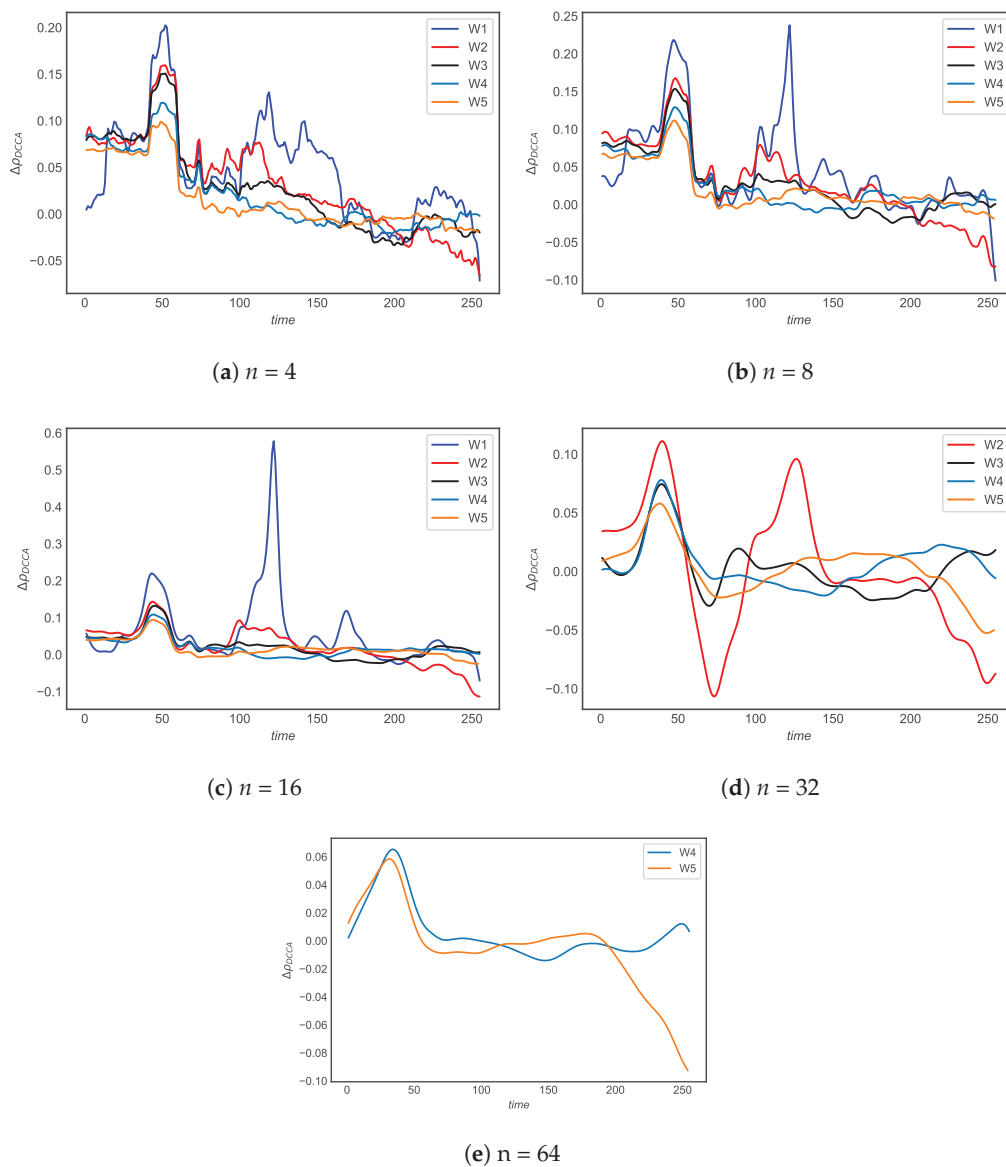 0.20
0.15
0.10
0.05
0.00
−0.05
ΔρDCCA
0 50 100 150 200 250
time
W1
W2
W3
W4
W5
(a) n = 4
0.25
0.20
0.15
0.10
0.05
0.00
−0.05
−0.10
ΔρDCCA
0 50 100 150 200 250
time
W1
W2
W3
W4
W5
(b) n = 8
0.6
0.5
0.4
0.3
0.2
0.1
0.0
−0.1
ΔρDCCA
0 50 100 150 200 250
time
W1
W2
W3
W4
W5
(c) n = 16
0.10
0.05
0.00
−0.05
−0.10
ΔρDCCA
0 50 100 150 200 250
time
W2
W3
W4
W5
(d) n = 32
0.06
0.04
0.02
0.00
−0.02
−0.04
−0.06
−0.08
−0.10
ΔρDCCA
0 50 100 150 200 250
time
W4
W5
(e) n = 64